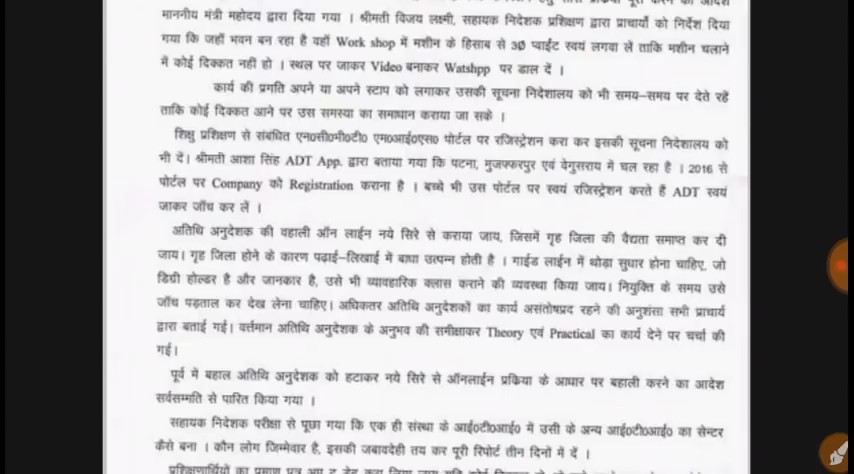 माननीय मंत्री महोदय द्वारा दिया गया । श्रीमती विजय लक्ष्मी, सहायक निदेशक प्रशिक्षण द्वारा प्राचार्यो को निर्देश दिया
गया कि जहाँ भवन बन रहा है वहाँ Work shop में मशीन के हिसाब से 3Ø प्वाईंट स्वयं लगवा लें ताकि मशीन चलाने
में कोई दिक्कत नहीं हो । स्थल पर जाकर Video बनाकर Watshpp पर डाल दें ।
कार्य की प्रगति अपने या अपने स्टाप को लगाकर उसकी सूचना निदेशालय को भी समय-समय पर देते रहें
ताकि कोई दिक्कत आने पर उस समस्या का समाधान कराया जा सके ।
शिक्षु प्रशिक्षण से संबंधित एन०सी०भी०टी० एम०आई०एस० पोर्टल पर रजिस्ट्रेशन करा कर इसकी सूचना निदेशालय को
भी दें। श्रीमती आशा सिंह ADT App. द्वारा बताया गया कि पटना, मुजफ्फरपुर एवं वेगुसराय में चल रहा है । 2016 से
पोर्टल पर Company को Registration कराना है । बच्चे भी उस पोर्टल पर स्वयं रजिस्ट्रेशन करते हैं ADT स्वयं
जाकर जाँच कर लें ।
अतिथि अनुदेशक की वहाली ऑन लाईन नये सिरे से कराया जाय, जिसमें गृह जिला की वैद्यता समाप्त कर दी
जाय। गृह जिला होने के कारण पढ़ाई-लिखाई में बाधा उत्पन्न होती है । गाईड लाईन में थोड़ा सुधार होना चाहिए, जो
डिग्री होल्डर है और जानकार है, उसे भी व्यावहारिक क्लास कराने की व्यवस्था किया जाय। नियुक्ति के समय उसे
जाँच पड़ताल कर देख लेना चाहिए। अधिकतर अतिथि अनुदेशकों का कार्य असंतोषप्रद रहने की अनुशंसा सभी प्राचार्य
द्वारा बताई गई। वर्त्तमान अतिथि अनुदेशक के अनुभव की समीक्षाकर Theory एवं Practical का कार्य देने पर चर्चा की
गई।
पूर्व में बहाल अतिथि अनुदेशक को हटाकर नये सिरे से ऑनलाईन प्रकिया के आधार पर बहाली करने का आदेश
सर्वसम्मति से पारित किया गया ।
सहायक निदेशक परीक्षा से पूछा गया कि एक ही संस्था के आई०टी०आई० में उसी के अन्य आई०टी०आई० का सेन्टर
कैसे बना । कौन लोग जिम्मेवार है, इसकी जबावदेही तय कर पूरी रिपोर्ट तीन दिनों में दें ।